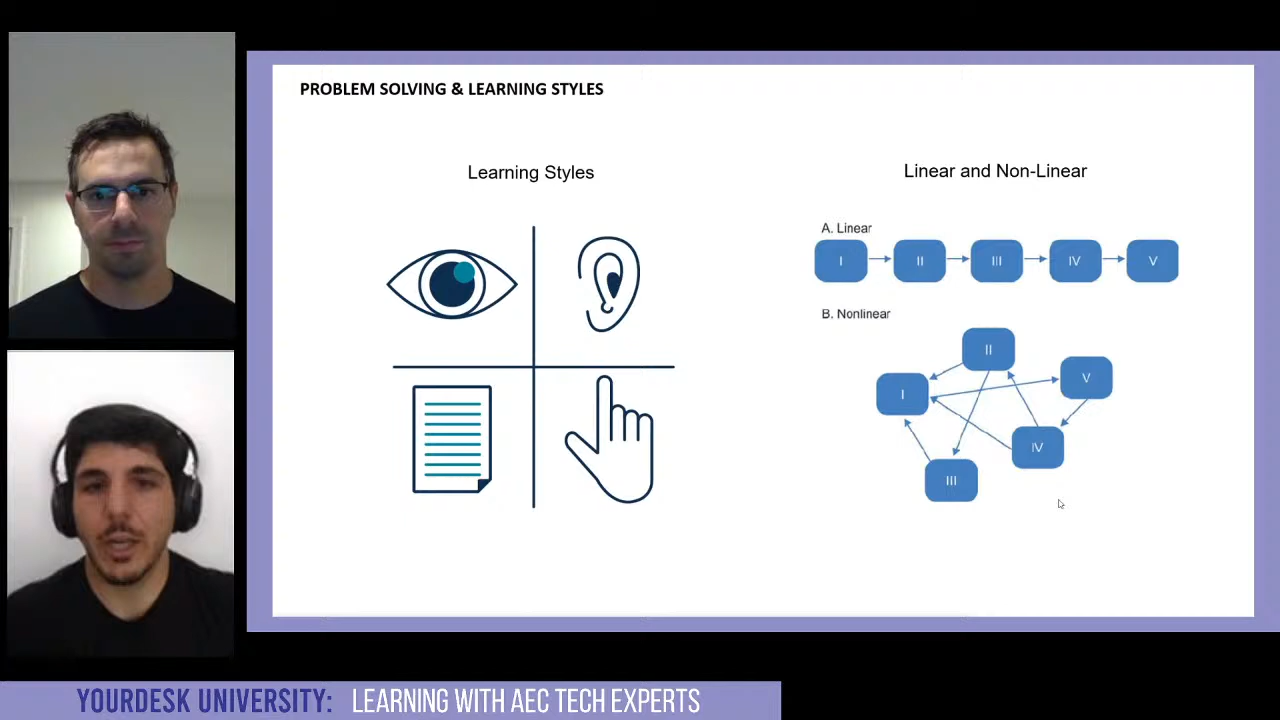 PROBLEM SOLVING & LEARNING STYLES
Learning Styles
Linear and Non-Linear
A. Linear
I
II
III
IV
V
B. Nonlinear
II
V
I
IV
III
YOURDESK UNIVERSITY: LEARNING WITH AEC TECH EXPERTS